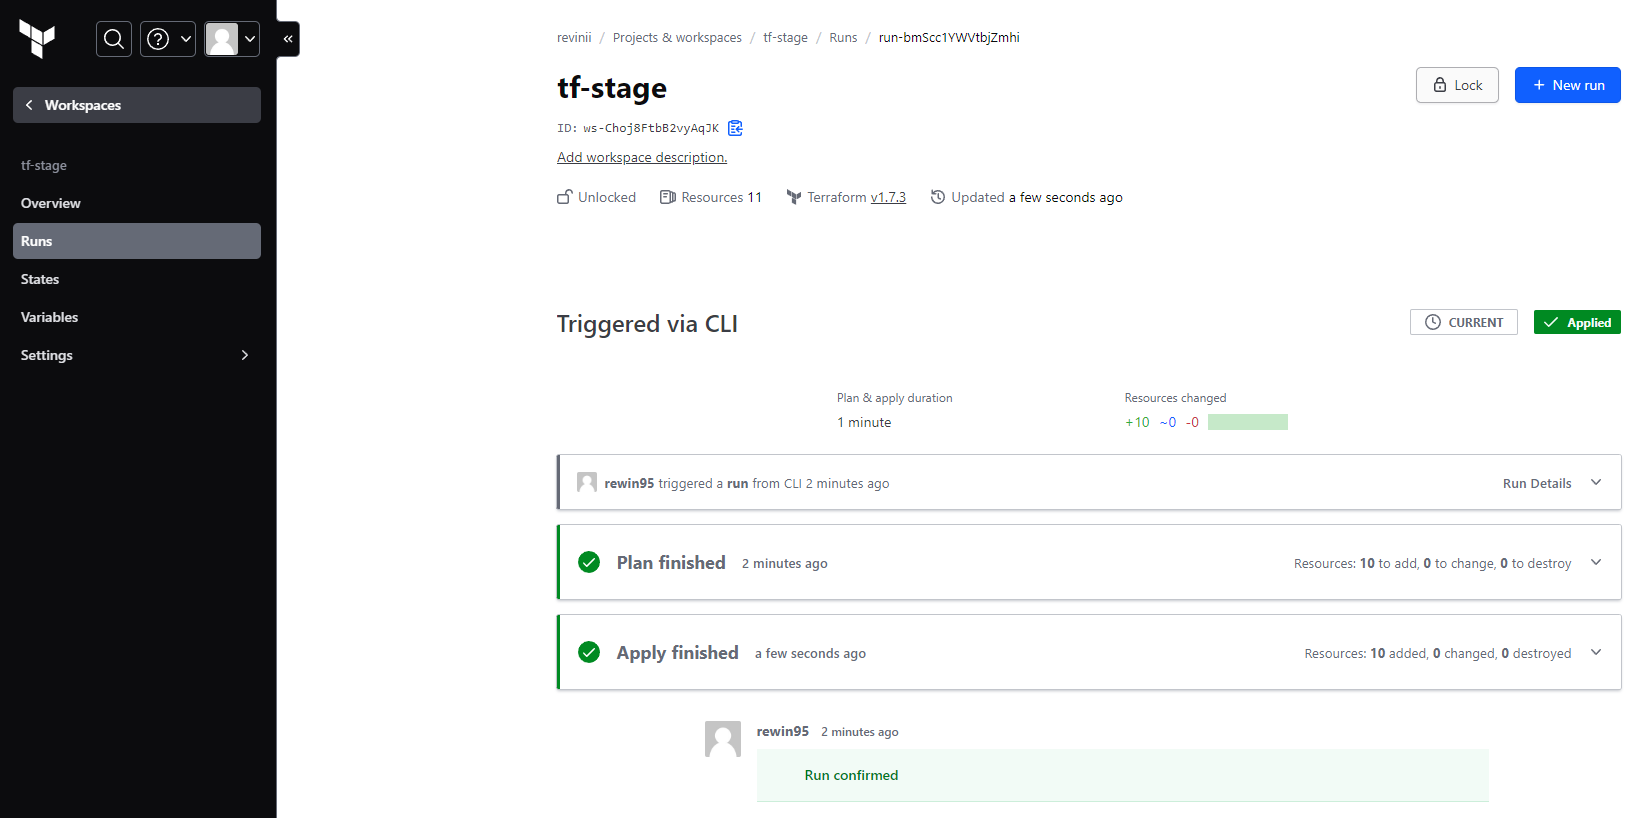 Workspaces
tf-stage
Overview
Runs
States
Variables
Settings
revinii / Projects & workspaces / tf-stage / Runs / run-bmScc1YWVtbjZmhi
tf-stage
Lock
+ New run
ID: ws-Choj8FtbB2vyAqJK
Add workspace description.
Unlocked Resources 11 Terraform v1.7.3 Updated a few seconds ago
Triggered via CLI
CURRENT
Applied
Plan & apply duration
1 minute
Resources changed
+10 ~0 -0
rewin95 triggered a run from CLI 2 minutes ago
Run Details
Plan finished 2 minutes ago
Resources: 10 to add, 0 to change, 0 to destroy
Apply finished a few seconds ago
Resources: 10 added, 0 changed, 0 destroyed
rewin95 2 minutes ago
Run confirmed